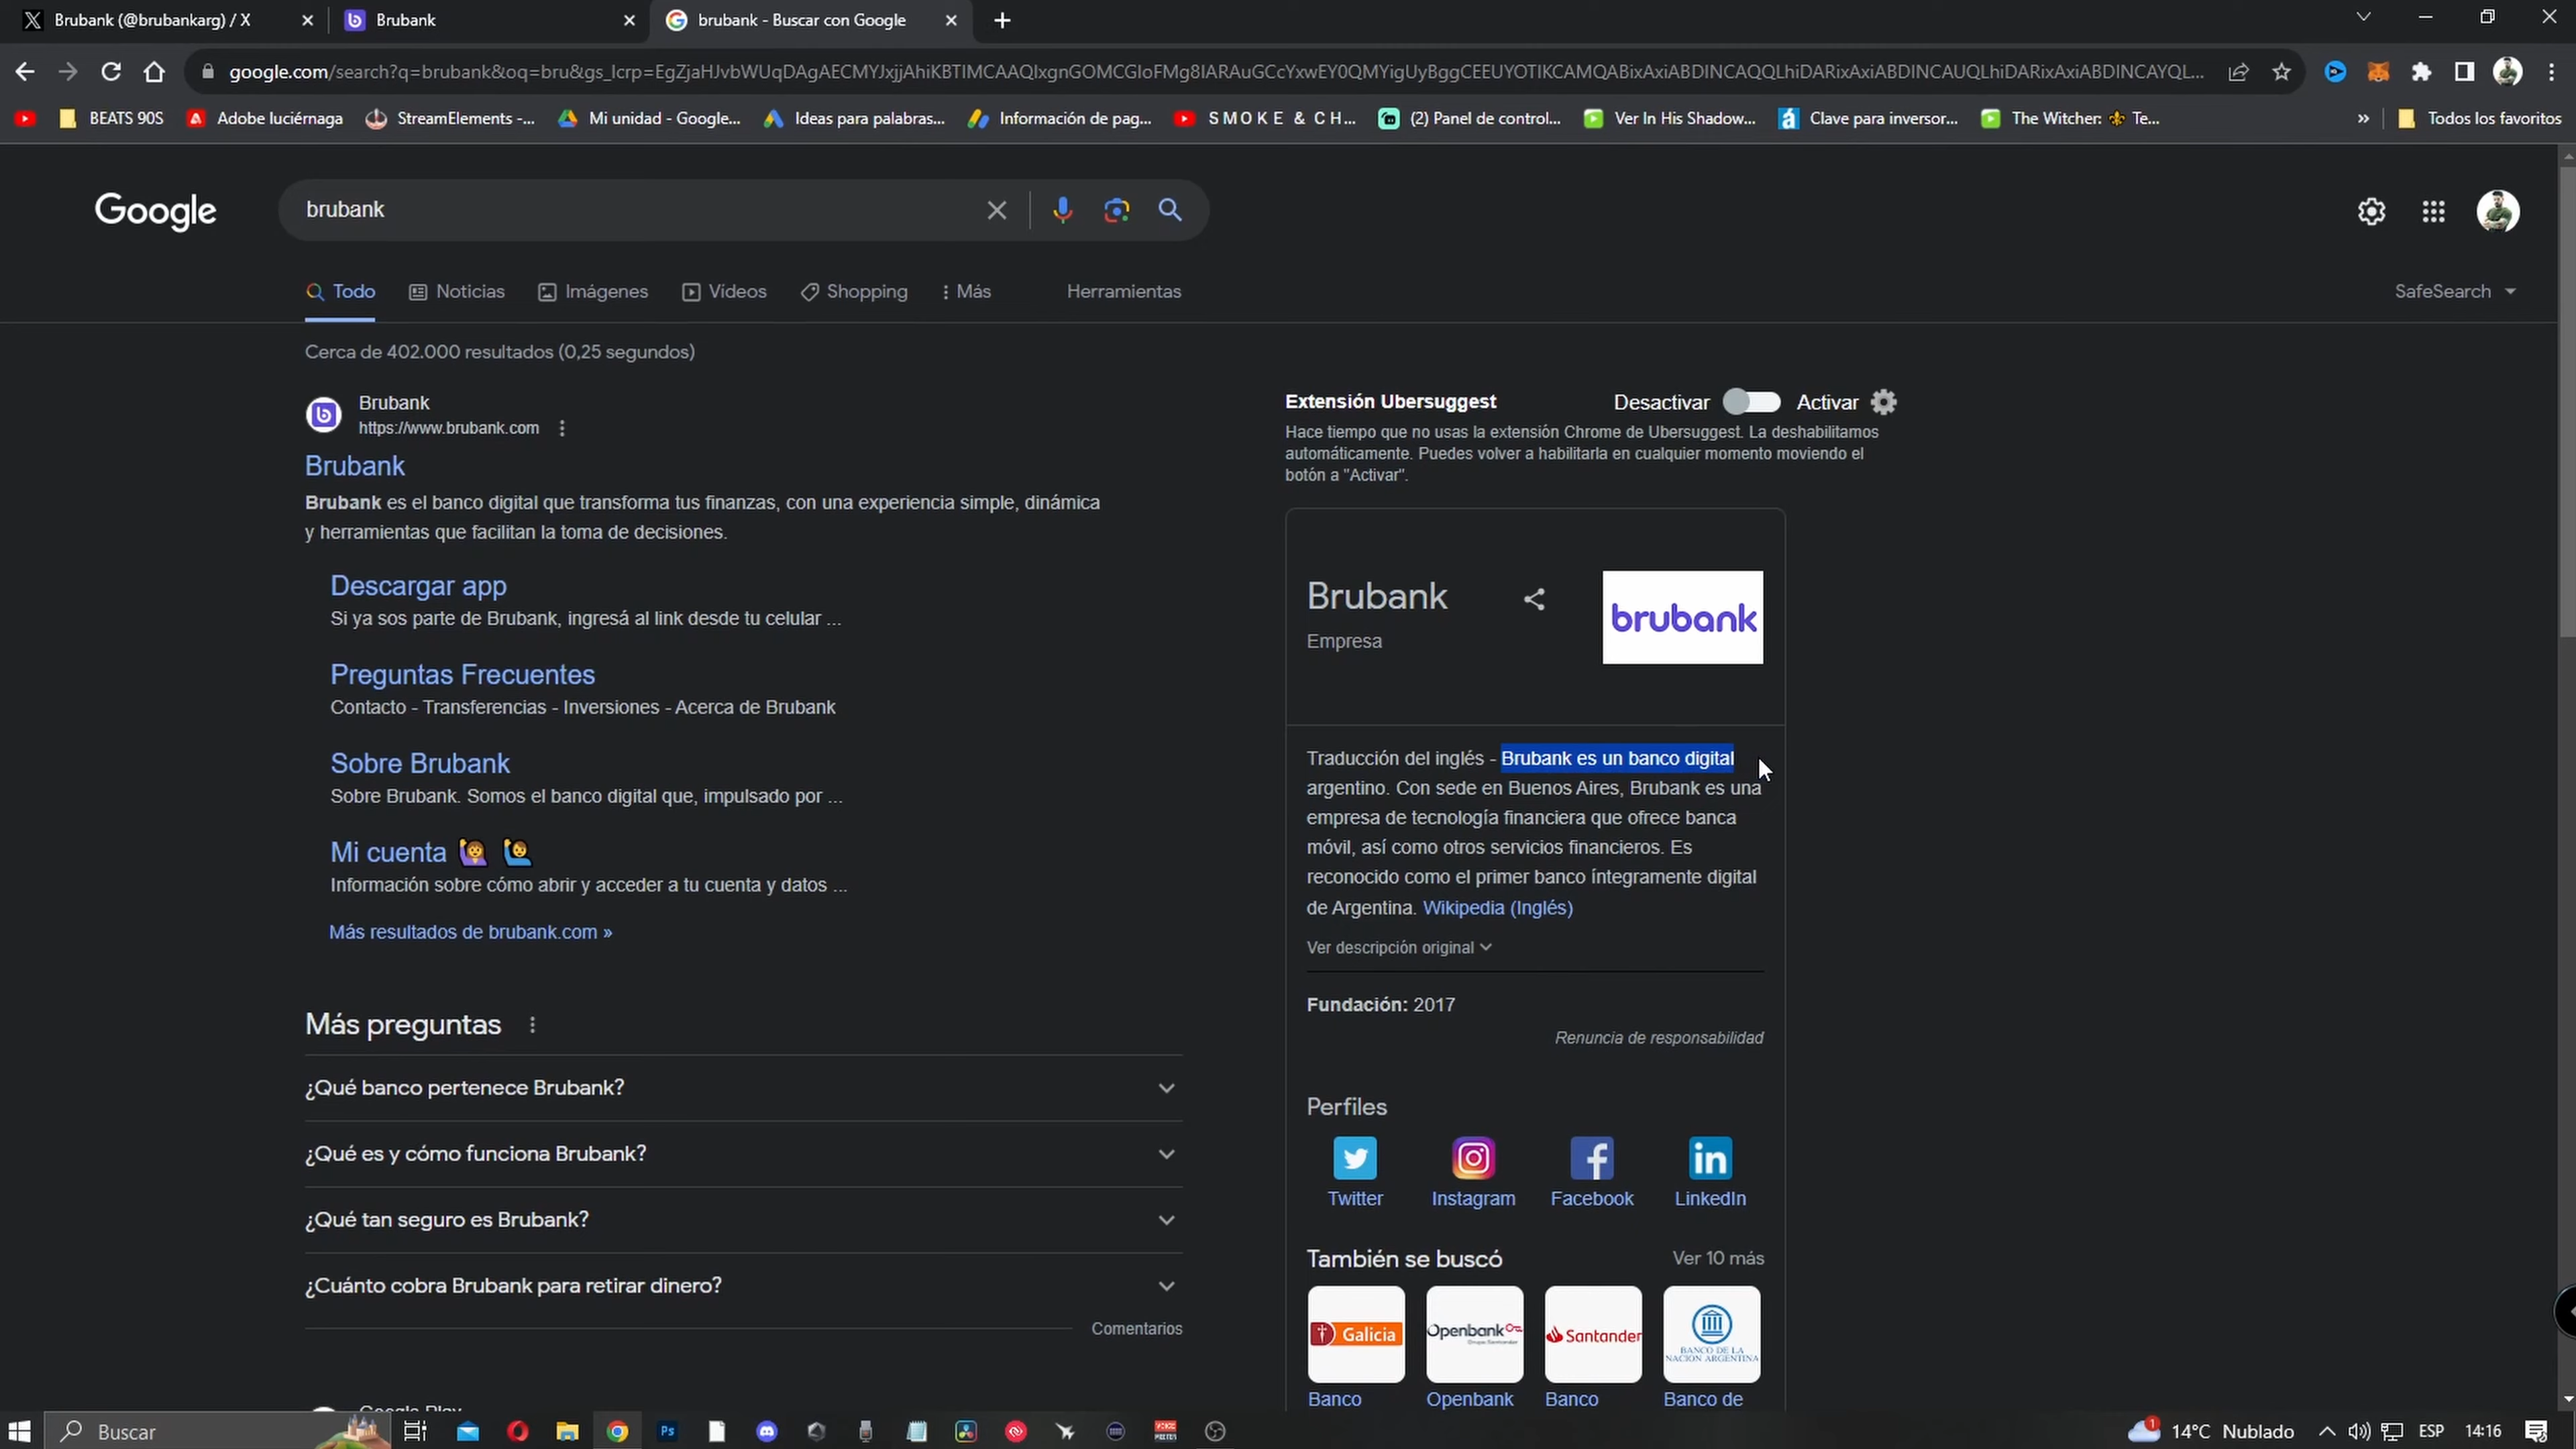 Brubank (@brubankarg) / X
Brubank
brubank - Buscar con Google
google.com/search?q=brubank&oq=bru&gs_lcrp=EgZjaHJvbWUqDAgAECMYJxjjAhiKBTIMCAAQIxgnGOMCGIoFMg8IARAuGCcYxwEY0QMYigUyBggCEEUYOTIKCAMQABixAxiABDINCAQQLhiDARixAxiABDINCAUQLhiDARixAxiABDINCAYQL...
BEATS 90S
Adobe luciérnaga
StreamElements -...
Mi unidad - Google...
Ideas para palabras...
Información de pag...
S M O K E & C H...
(2) Panel de control...
Ver In His Shadow...
Clave para inversor...
The Witcher: ⚜ Te...
»
Todos los favoritos
Google
brubank
Todo
Noticias
Imágenes
Videos
Shopping
Más
Herramientas
SafeSearch
Cerca de 402.000 resultados (0,25 segundos)
Brubank
https://www.brubank.com
Brubank
Brubank es el banco digital que transforma tus finanzas, con una experiencia simple, dinámica
y herramientas que facilitan la toma de decisiones.
Descargar app
Si ya sos parte de Brubank, ingresá al link desde tu celular ...
Preguntas Frecuentes
Contacto - Transferencias - Inversiones - Acerca de Brubank
Sobre Brubank
Sobre Brubank. Somos el banco digital que, impulsado por ...
Mi cuenta 🙋‍♀️ 🙋‍♂️
Información sobre cómo abrir y acceder a tu cuenta y datos ...
Más resultados de brubank.com »
Más preguntas
¿Qué banco pertenece Brubank?
¿Qué es y cómo funciona Brubank?
¿Qué tan seguro es Brubank?
¿Cuánto cobra Brubank para retirar dinero?
Comentarios
Extensión Ubersuggest
Desactivar
Activar
Hace tiempo que no usas la extensión Chrome de Ubersuggest. La deshabilitamos
automáticamente. Puedes volver a habilitarla en cualquier momento moviendo el
botón a "Activar".
Brubank
Empresa
brubank
Traducción del inglés - Brubank es un banco digital
argentino. Con sede en Buenos Aires, Brubank es una
empresa de tecnología financiera que ofrece banca
móvil, así como otros servicios financieros. Es
reconocido como el primer banco íntegramente digital
de Argentina. Wikipedia (Inglés)
Ver descripción original
Fundación: 2017
Renuncia de responsabilidad
Perfiles
Twitter
Instagram
Facebook
LinkedIn
También se buscó
Ver 10 más
Galicia
Openbank
Santander
BANCO DE LA
NACION ARGENTINA
Banco
Openbank
Banco
Banco de
Buscar
Ps
1
14°C Nublado
ESP
14:16